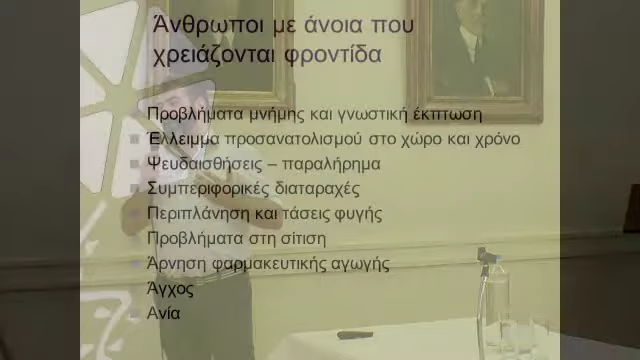 Άνθρωποι με άνοια που
χρειάζονται φροντίδα
Προβλήματα μνήμης και γνωστική έκπτωση
Έλλειμμα προσανατολισμού στο χώρο και χρόνο
Ψευδαισθήσεις – παραλήρημα
Συμπεριφορικές διαταραχές
Περιπλάνηση και τάσεις φυγής
Προβλήματα στη σίτιση
Άρνηση φαρμακευτικής αγωγής
Άγχος
Ανία